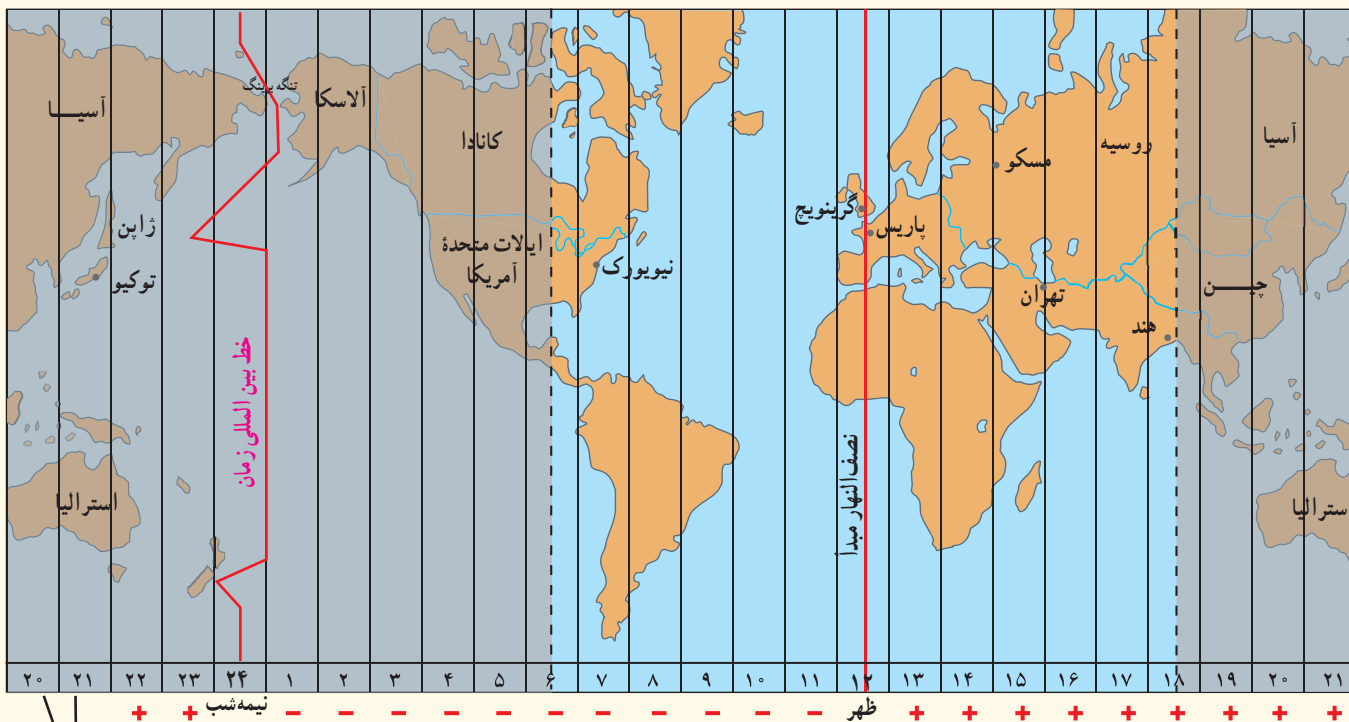 تنگه برینگ
آسیـــا
آلاسکا
کانادا
روسیه
آسیا
مسکو
گرینویچ
پاریس
ژاپن
توکیو
ایالات متحدهٔ
آمریکا
نیویورک
تهران
چیـــــن
هند
خط بین المللی زمان
نصف‌النهار مبدأ
استرالیا
سترالیا
۲۰ ۲۱ ۲۲ ۲۳ ۲۴ ۱ ۲ ۳ ۴ ۵ ۶ ۷ ۸ ۹ ۱۰ ۱۱ ۱۲ ۱۳ ۱۴ ۱۵ ۱۶ ۱۷ ۱۸ ۱۹ ۲۰ ۲۱
+ + نیمه‌شب − − − − − − − − − − − ظهر + + + + + + + + +